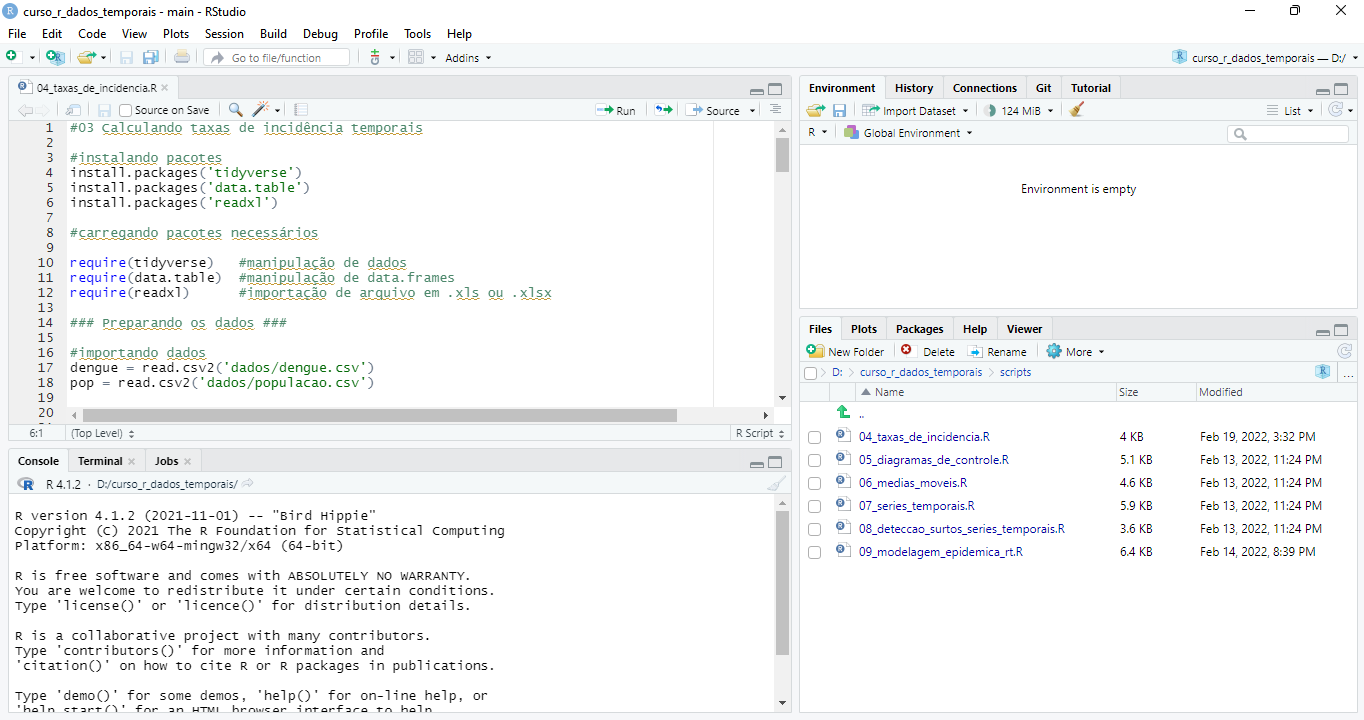 curso_r_dados_temporais - main - RStudio
File Edit Code View Plots Session Build Debug Profile Tools Help
Go to file/function Addins curso_r_dados_temporais — D:/
04_taxas_de_incidencia.R
Source on Save Run Source
1 #03 Calculando taxas de incidência temporais
2
3 #instalando pacotes
4 install.packages('tidyverse')
5 install.packages('data.table')
6 install.packages('readxl')
7
8 #carregando pacotes necessários
9
10 require(tidyverse) #manipulação de dados
11 require(data.table) #manipulação de data.frames
12 require(readxl) #importação de arquivo em .xls ou .xlsx
13
14 ### Preparando os dados ###
15
16 #importando dados
17 dengue = read.csv2('dados/dengue.csv')
18 pop = read.csv2('dados/populacao.csv')
19
20
6:1 (Top Level) R Script
Console Terminal Jobs
R 4.1.2 · D:/curso_r_dados_temporais/
R version 4.1.2 (2021-11-01) -- "Bird Hippie"
Copyright (C) 2021 The R Foundation for Statistical Computing
Platform: x86_64-w64-mingw32/x64 (64-bit)
R is free software and comes with ABSOLUTELY NO WARRANTY.
You are welcome to redistribute it under certain conditions.
Type 'license()' or 'licence()' for distribution details.
R is a collaborative project with many contributors.
Type 'contributors()' for more information and
'citation()' on how to cite R or R packages in publications.
Type 'demo()' for some demos, 'help()' for on-line help, or
'help.start()' for an HTML browser interface to help.
Environment History Connections Git Tutorial
Import Dataset 124 MiB List
R Global Environment
Environment is empty
Files Plots Packages Help Viewer
New Folder Delete Rename More
D: curso_r_dados_temporais scripts ...
Name Size Modified
..
04_taxas_de_incidencia.R 4 KB Feb 19, 2022, 3:32 PM
05_diagramas_de_controle.R 5.1 KB Feb 13, 2022, 11:24 PM
06_medias_moveis.R 4.6 KB Feb 13, 2022, 11:24 PM
07_series_temporais.R 5.9 KB Feb 13, 2022, 11:24 PM
08_deteccao_surtos_series_temporais.R 3.6 KB Feb 13, 2022, 11:24 PM
09_modelagem_epidemica_rt.R 6.4 KB Feb 14, 2022, 8:39 PM